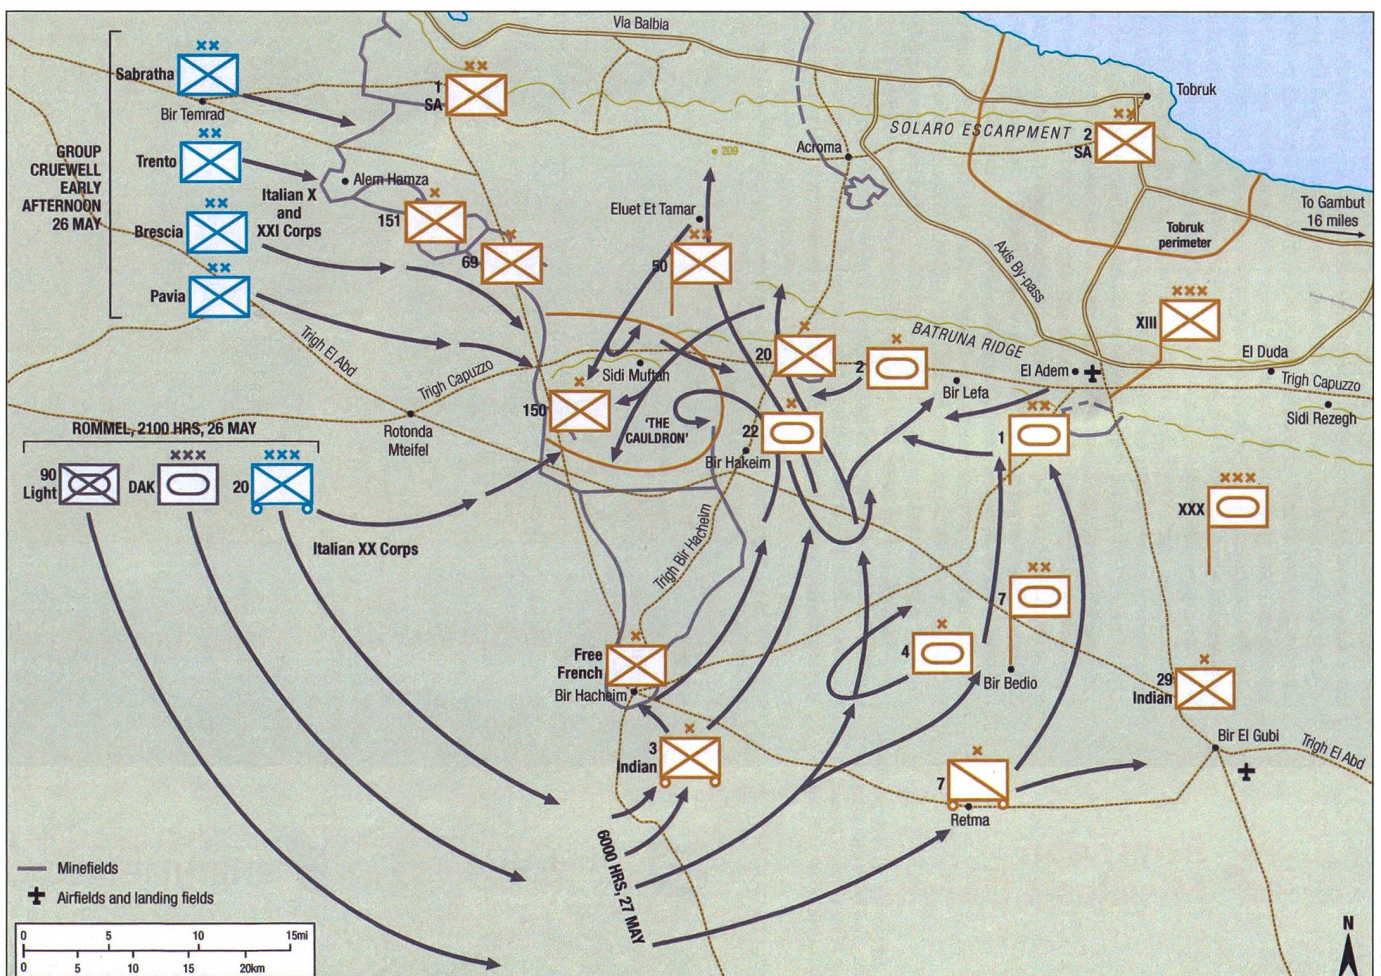 Via Balbia
Sabratha
Bir Temrad
1
SA
Tobruk
SOLARO ESCARPMENT
2
SA
GROUP
CRUEWELL
EARLY
AFTERNOON
26 MAY
Trento
Alem Hamza
209
Acroma
Italian X
and
XXI Corps
151
Eluet Et Tamar
To Gambut
16 miles
Brescia
Tobruk
perimeter
69
50
Axis By-pass
Pavia
XIII
Trigh El Abd
Trigh Capuzzo
20
2
BATRUNA RIDGE
El Duda
Sidi Muftah
El Adem
Bir Lefa
Trigh Capuzzo
150
'THE
CAULDRON'
22
1
Sidi Rezegh
Rotonda
Mteifel
Bir Hakeim
ROMMEL, 2100 HRS, 26 MAY
90
Light
DAK
20
XXX
Italian XX Corps
Trigh Bir Hacheim
7
Free
French
4
Bir Hacheim
Bir Bedio
29
Indian
3
Indian
Bir El Gubi
Trigh El Abd
7
Retma
6000 HRS, 27 MAY
Minefields
Airfields and landing fields
0 5 10 15mi
0 5 10 15 20km
N